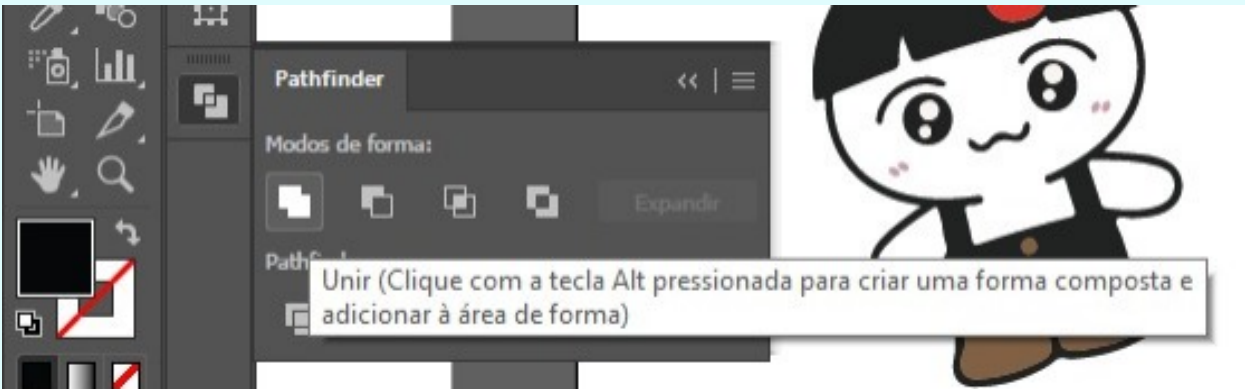 Pathfinder
<<
Modos de forma:
Expandir
Unir (Clique com a tecla Alt pressionada para criar uma forma composta e
adicionar à área de forma)